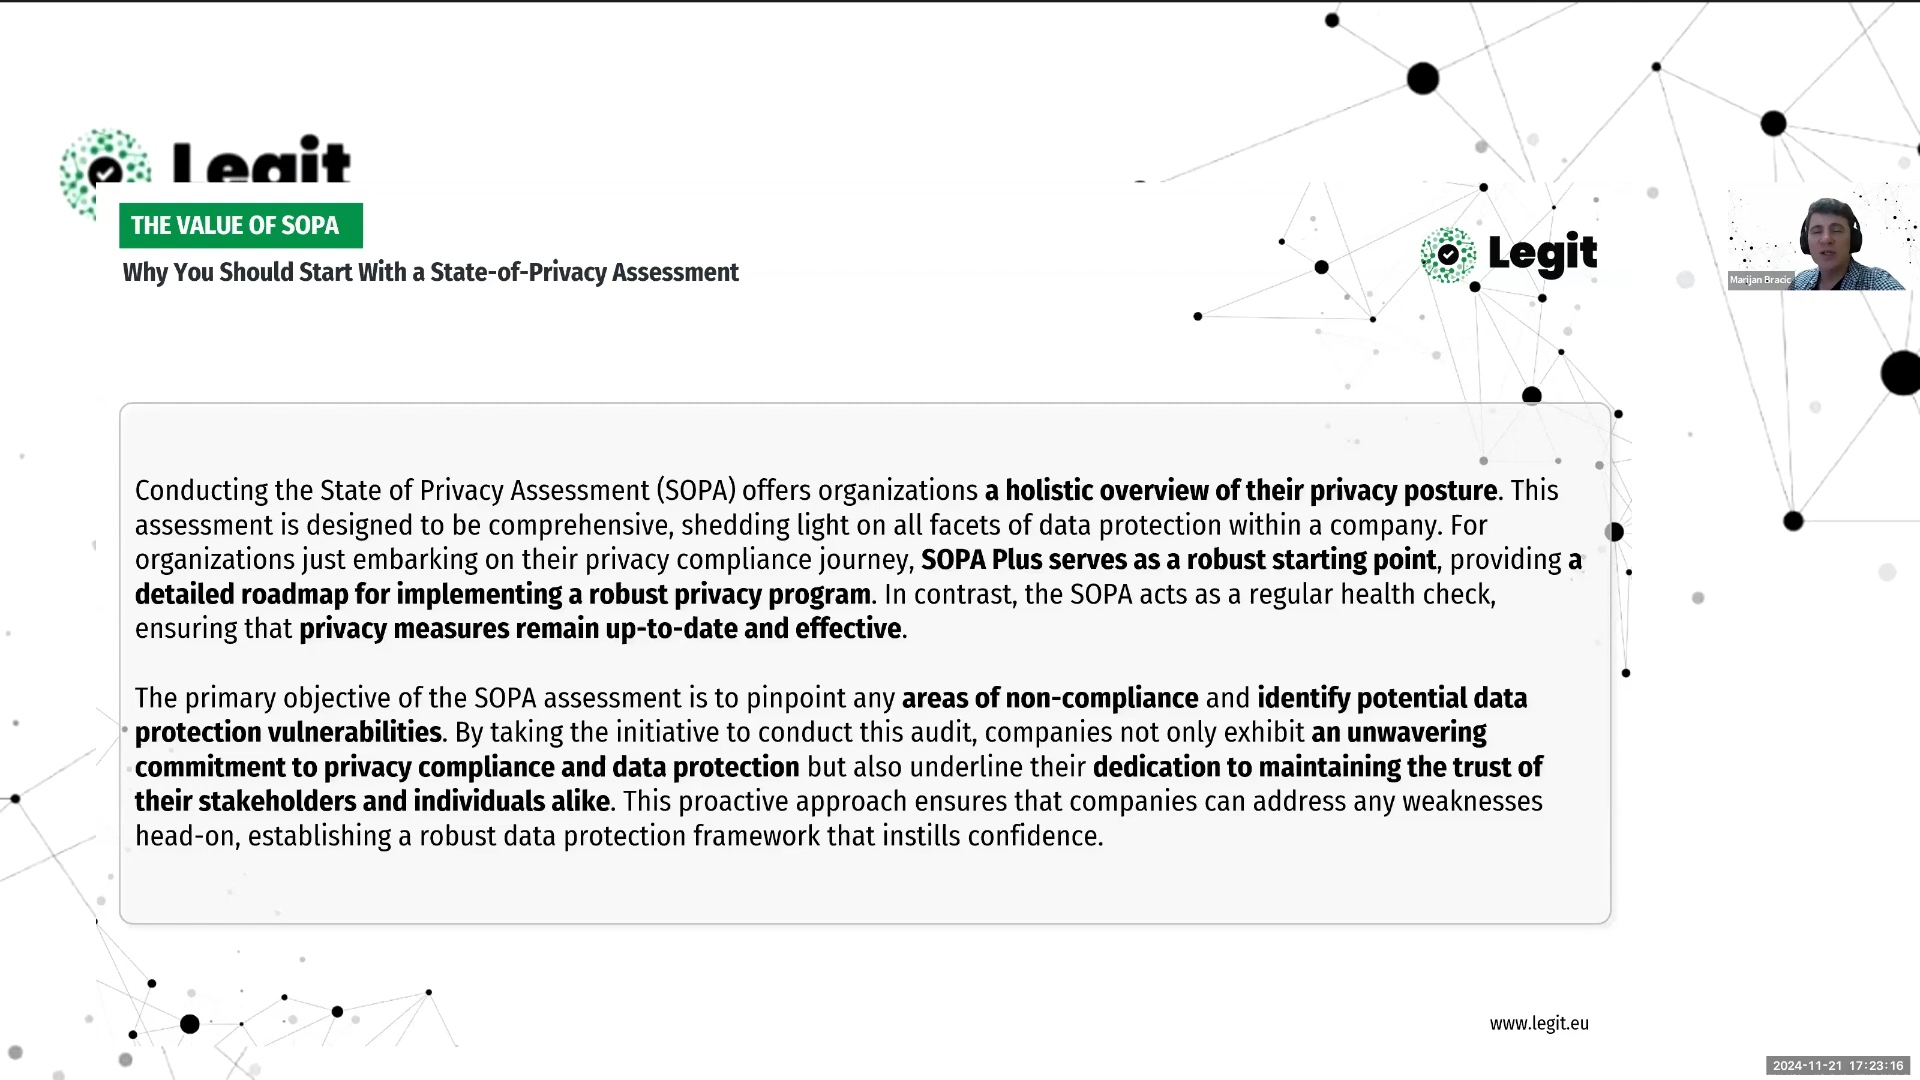 Legit
THE VALUE OF SOPA
Why You Should Start With a State-of-Privacy Assessment
Legit
Marijan Bracic
Conducting the State of Privacy Assessment (SOPA) offers organizations a holistic overview of their privacy posture. This
assessment is designed to be comprehensive, shedding light on all facets of data protection within a company. For
organizations just embarking on their privacy compliance journey, SOPA Plus serves as a robust starting point, providing a
detailed roadmap for implementing a robust privacy program. In contrast, the SOPA acts as a regular health check,
ensuring that privacy measures remain up-to-date and effective.
The primary objective of the SOPA assessment is to pinpoint any areas of non-compliance and identify potential data
protection vulnerabilities. By taking the initiative to conduct this audit, companies not only exhibit an unwavering
commitment to privacy compliance and data protection but also underline their dedication to maintaining the trust of
their stakeholders and individuals alike. This proactive approach ensures that companies can address any weaknesses
head-on, establishing a robust data protection framework that instills confidence.
www.legit.eu
2024-11-21 17:23:16